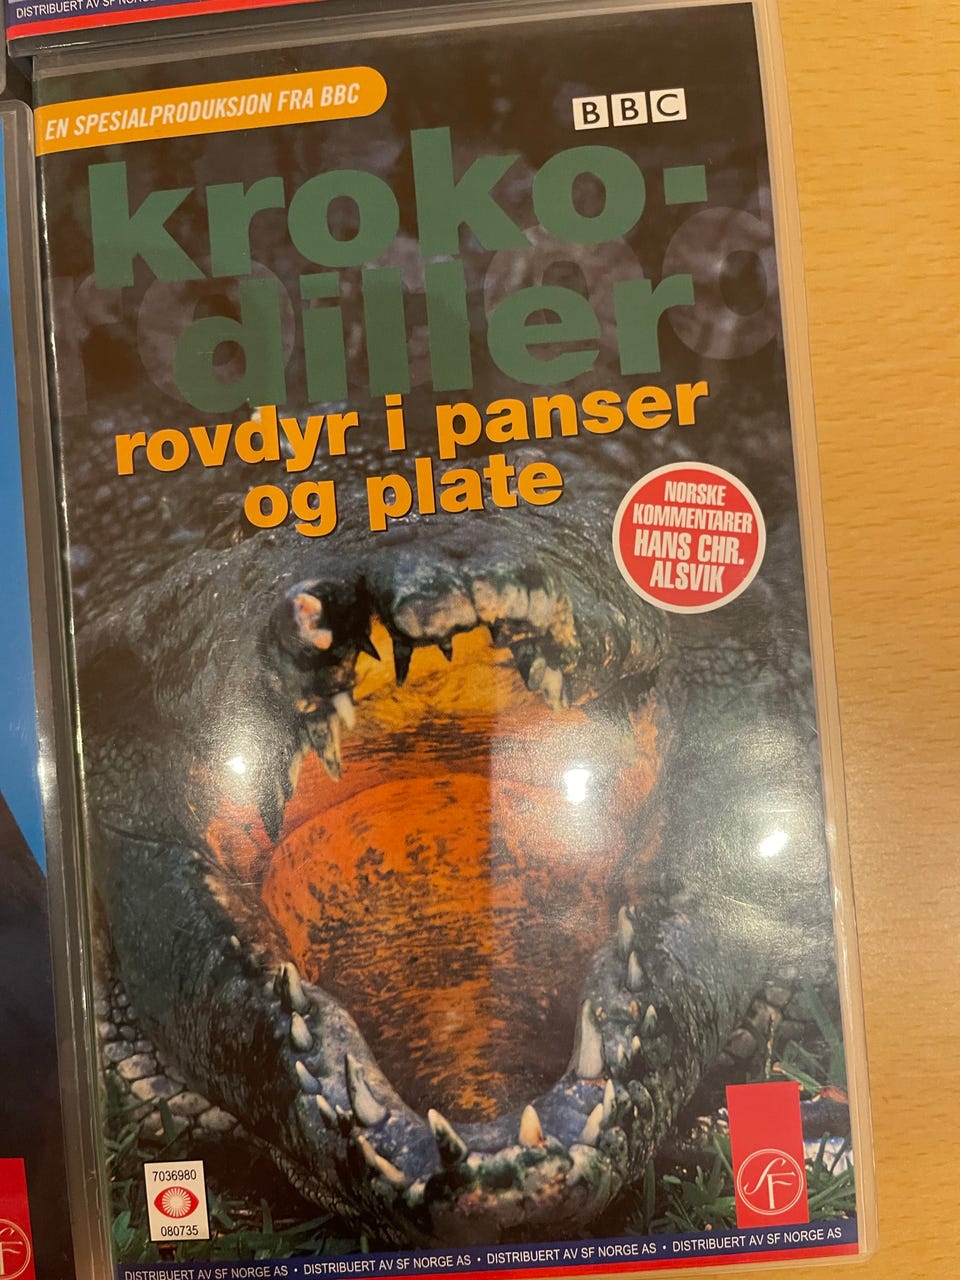 DISTRIBUERT AV SF NORGE
EN SPESIALPRODUKSJON FRA BBC
BBC
kroko-
diller
rovdyr i panser
og plate
NORSKE
KOMMENTARER
HANS CHR.
ALSVIK
7036980
080735
SF
DISTRIBUERT AV SF NORGE AS • DISTRIBUERT AV SF NORGE AS • DISTRIBUERT AV SF NORGE AS